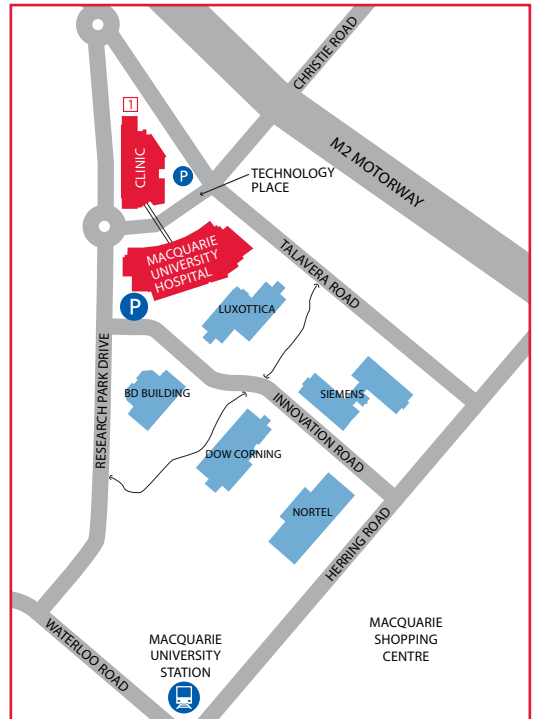 CHRISTIE ROAD
1
M2 MOTORWAY
CLINIC
P
TECHNOLOGY
PLACE
MACQUARIE
UNIVERSITY
HOSPITAL
TALAVERA ROAD
P
LUXOTTICA
RESEARCH PARK DRIVE
BD BUILDING
SIEMENS
INNOVATION ROAD
DOW CORNING
NORTEL
HERRING ROAD
WATERLOO ROAD
MACQUARIE
UNIVERSITY
STATION
MACQUARIE
SHOPPING
CENTRE